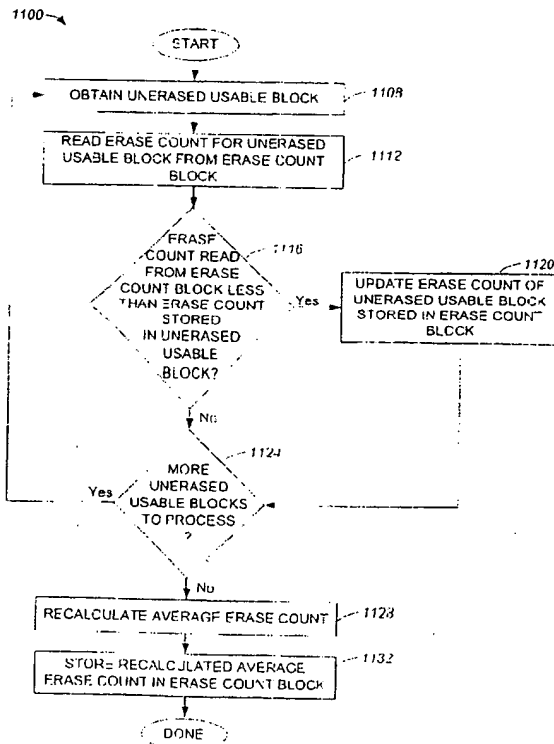 1100
START
OBTAIN UNERASED USABLE BLOCK
1108
READ ERASE COUNT FOR UNERASED
USABLE BLOCK FROM ERASE COUNT
BLOCK
1112
ERASE
COUNT READ
FROM ERASE
COUNT BLOCK LESS
THAN ERASE COUNT
STORED
IN UNERASED
USABLE
BLOCK?
1116
Yes
1120
UPDATE ERASE COUNT OF
UNERASED USABLE BLOCK
STORED IN ERASE COUNT
BLOCK
No
1124
MORE
UNERASED
USABLE BLOCKS
TO PROCESS
?
Yes
No
RECALCULATE AVERAGE ERASE COUNT
1128
STORE RECALCULATED AVERAGE
ERASE COUNT IN ERASE COUNT BLOCK
1132
DONE